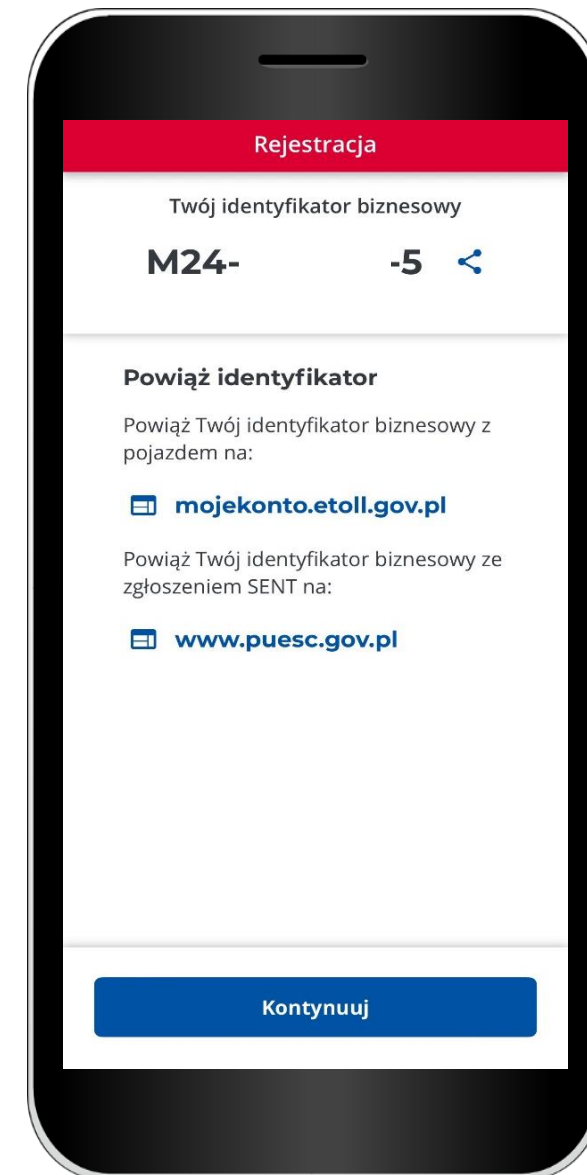 Rejestracja
Twój identyfikator biznesowy
M24- -5
Powiąż identyfikator
Powiąż Twój identyfikator biznesowy z
pojazdem na:
mojekonto.etoll.gov.pl
Powiąż Twój identyfikator biznesowy ze
zgłoszeniem SENT na:
www.puesc.gov.pl
Kontynuuj